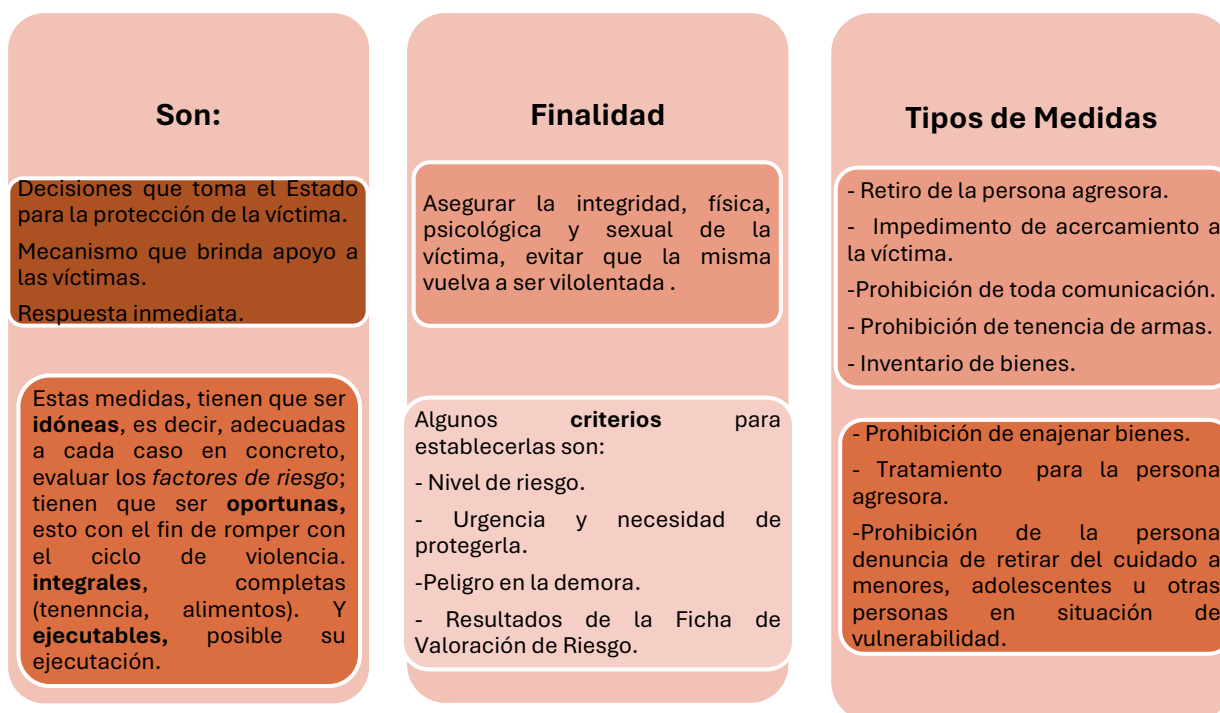 Son:
Decisiones que toma el Estado
para la protección de la víctima.
Mecanismo que brinda apoyo a
las víctimas.
Respuesta inmediata.
Estas medidas, tienen que ser
idóneas, es decir, adecuadas
a cada caso en concreto,
evaluar los factores de riesgo;
tienen que ser oportunas,
esto con el fin de romper con
el ciclo de violencia.
integrales, completas
(tenenncia, alimentos). Y
ejecutables, posible su
ejecutación.
Finalidad
Asegurar la integridad, física,
psicológica y sexual de la
víctima, evitar que la misma
vuelva a ser vilolentada .
Algunos criterios para
establecerlas son:
- Nivel de riesgo.
- Urgencia y necesidad de
protegerla.
-Peligro en la demora.
- Resultados de la Ficha de
Valoración de Riesgo.
Tipos de Medidas
- Retiro de la persona agresora.
- Impedimento de acercamiento a
la víctima.
-Prohibición de toda comunicación.
- Prohibición de tenencia de armas.
- Inventario de bienes.
- Prohibición de enajenar bienes.
- Tratamiento para la persona
agresora.
-Prohibición de la persona
denuncia de retirar del cuidado a
menores, adolescentes u otras
personas en situación de
vulnerabilidad.